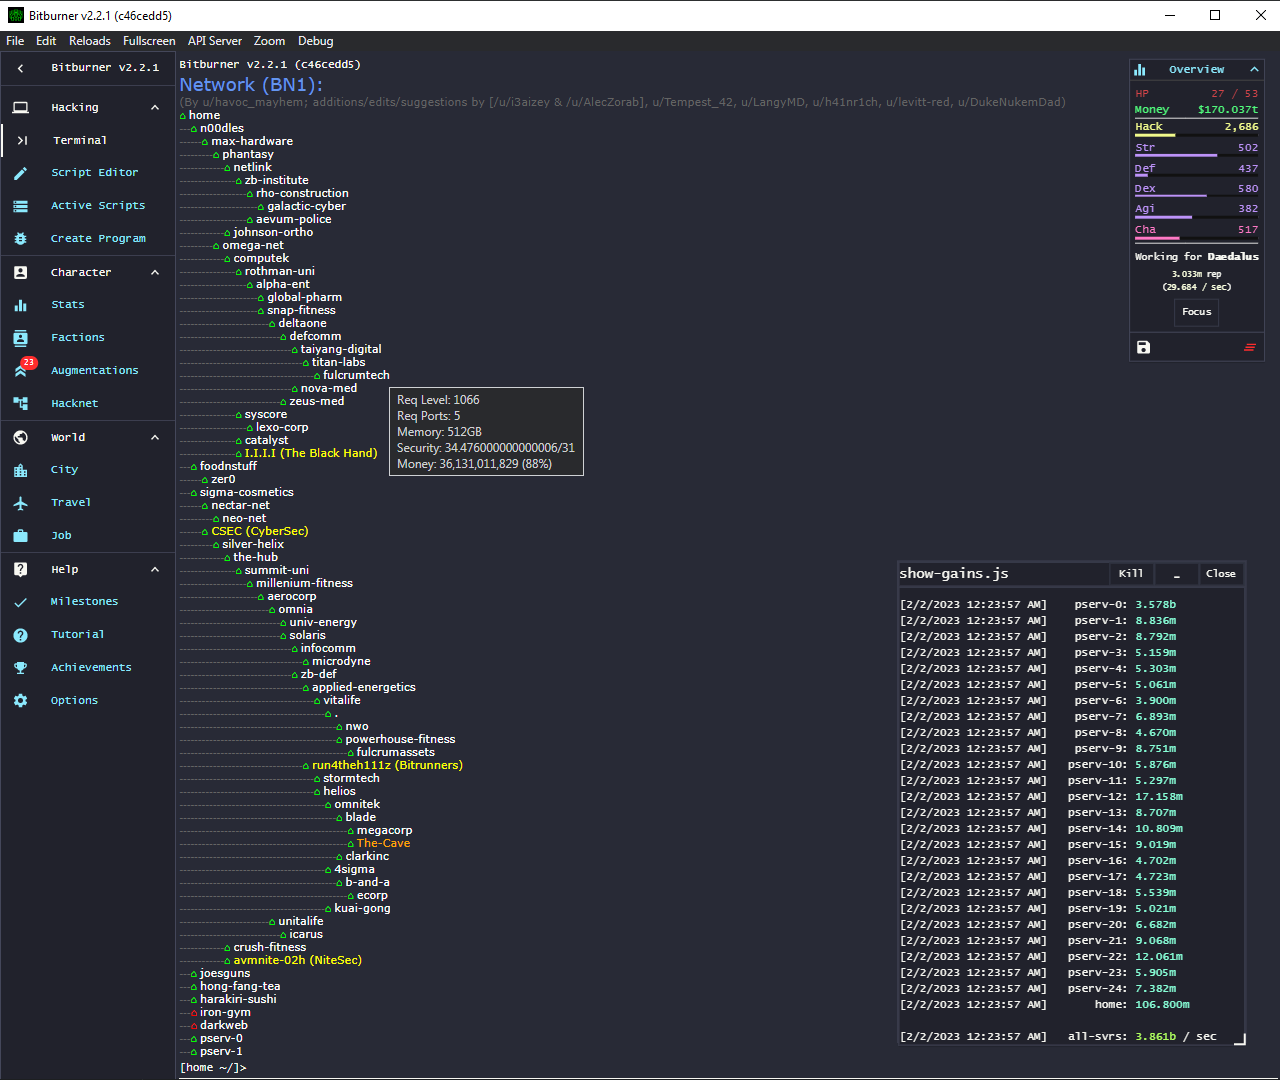 Bitburner v2.2.1 (c46cedd5)
File Edit Reloads Fullscreen API Server Zoom Debug
Bitburner v2.2.1
Hacking
Terminal
Script Editor
Active Scripts
Create Program
Character
Stats
Factions
23
Augmentations
Hacknet
World
City
Travel
Job
Help
Milestones
Tutorial
Achievements
Options
Bitburner v2.2.1 (c46cedd5)
Network (BN1):
(By u/havoc_mayhem; additions/edits/suggestions by [/u/i3aizey & /u/AlecZorab], u/Tempest_42, u/LangyMD, u/h41nr1ch, u/levitt-red, u/DukeNukemDad)
home
n00dles
max-hardware
phantasy
netlink
zb-institute
rho-construction
galactic-cyber
aevum-police
johnson-ortho
omega-net
computek
rothman-uni
alpha-ent
global-pharm
snap-fitness
deltaone
defcomm
taiyang-digital
titan-labs
fulcrumtech
nova-med
zeus-med
syscore
lexo-corp
catalyst
I.I.I.I (The Black Hand)
foodnstuff
zer0
sigma-cosmetics
nectar-net
neo-net
CSEC (CyberSec)
silver-helix
the-hub
summit-uni
millenium-fitness
aerocorp
omnia
univ-energy
solaris
infocomm
microdyne
zb-def
applied-energetics
vitalife
.
nwo
powerhouse-fitness
fulcrumassets
run4theh111z (Bitrunners)
stormtech
helios
omnitek
blade
megacorp
The-Cave
clarkinc
4sigma
b-and-a
ecorp
kuai-gong
unitalife
icarus
crush-fitness
avmnite-02h (NiteSec)
joesguns
hong-fang-tea
harakiri-sushi
iron-gym
darkweb
pserv-0
pserv-1
[home ~/]>
Req Level: 1066
Req Ports: 5
Memory: 512GB
Security: 34.476000000000006/31
Money: 36,131,011,829 (88%)
Overview
HP 27 / 53
Money $170.037t
Hack 2,686
Str 502
Def 437
Dex 580
Agi 382
Cha 517
Working for Daedalus
3.033m rep
(29.684 / sec)
Focus
show-gains.js Kill _ Close
[2/2/2023 12:23:57 AM] pserv-0: 3.578b
[2/2/2023 12:23:57 AM] pserv-1: 8.836m
[2/2/2023 12:23:57 AM] pserv-2: 8.792m
[2/2/2023 12:23:57 AM] pserv-3: 5.159m
[2/2/2023 12:23:57 AM] pserv-4: 5.303m
[2/2/2023 12:23:57 AM] pserv-5: 5.061m
[2/2/2023 12:23:57 AM] pserv-6: 3.900m
[2/2/2023 12:23:57 AM] pserv-7: 6.893m
[2/2/2023 12:23:57 AM] pserv-8: 4.670m
[2/2/2023 12:23:57 AM] pserv-9: 8.751m
[2/2/2023 12:23:57 AM] pserv-10: 5.876m
[2/2/2023 12:23:57 AM] pserv-11: 5.297m
[2/2/2023 12:23:57 AM] pserv-12: 17.158m
[2/2/2023 12:23:57 AM] pserv-13: 8.707m
[2/2/2023 12:23:57 AM] pserv-14: 10.809m
[2/2/2023 12:23:57 AM] pserv-15: 9.019m
[2/2/2023 12:23:57 AM] pserv-16: 4.702m
[2/2/2023 12:23:57 AM] pserv-17: 4.723m
[2/2/2023 12:23:57 AM] pserv-18: 5.539m
[2/2/2023 12:23:57 AM] pserv-19: 5.021m
[2/2/2023 12:23:57 AM] pserv-20: 6.682m
[2/2/2023 12:23:57 AM] pserv-21: 9.068m
[2/2/2023 12:23:57 AM] pserv-22: 12.061m
[2/2/2023 12:23:57 AM] pserv-23: 5.905m
[2/2/2023 12:23:57 AM] pserv-24: 7.382m
[2/2/2023 12:23:57 AM] home: 106.800m
[2/2/2023 12:23:57 AM] all-svrs: 3.861b / sec